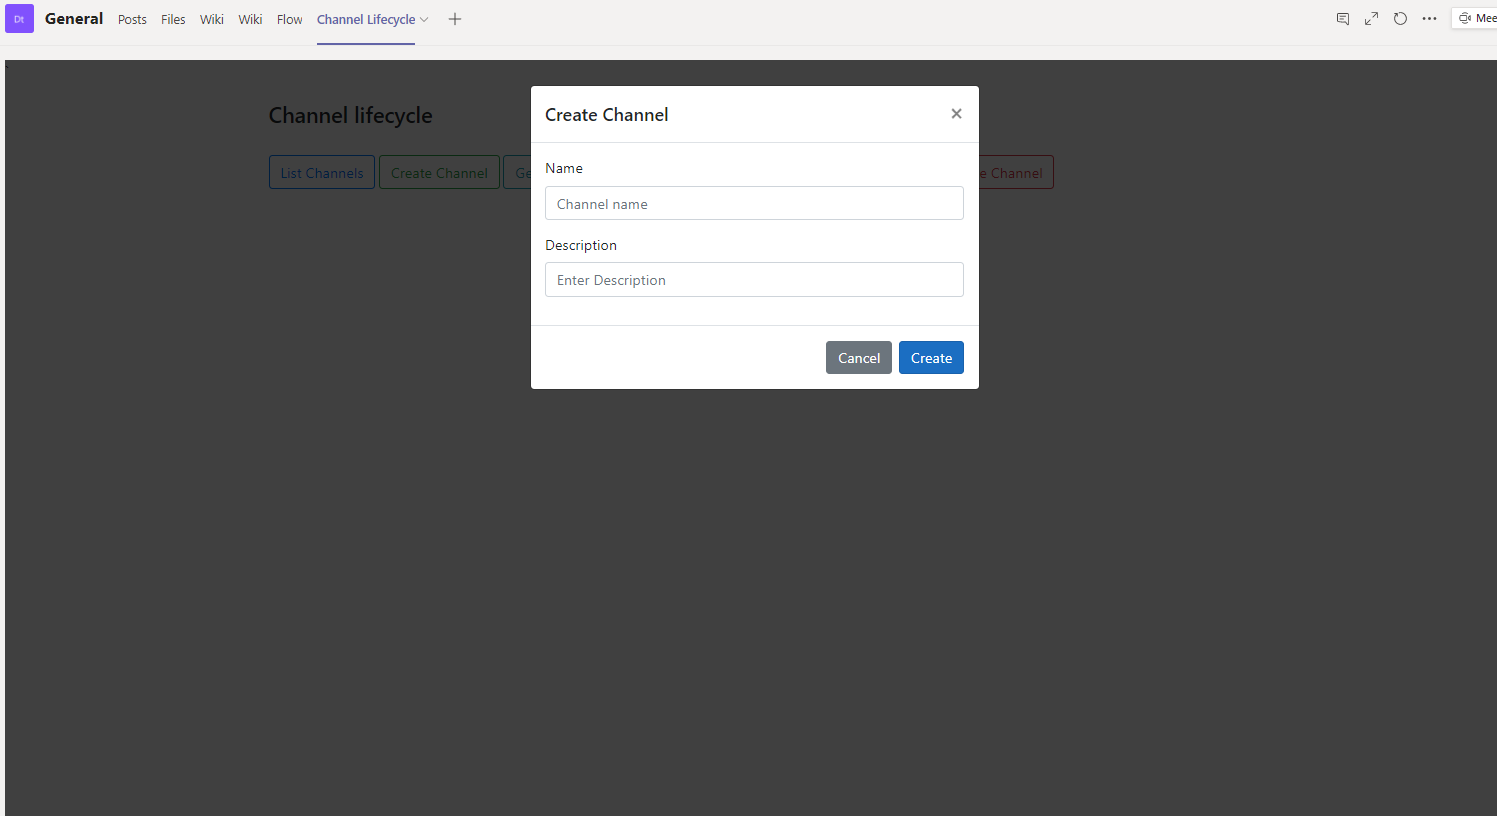 Dt General Posts Files Wiki Wiki Flow Channel Lifecycle Mee
Channel lifecycle
List Channels Create Channel Ge e Channel
Create Channel ×
Name
Channel name
Description
Enter Description
Cancel Create